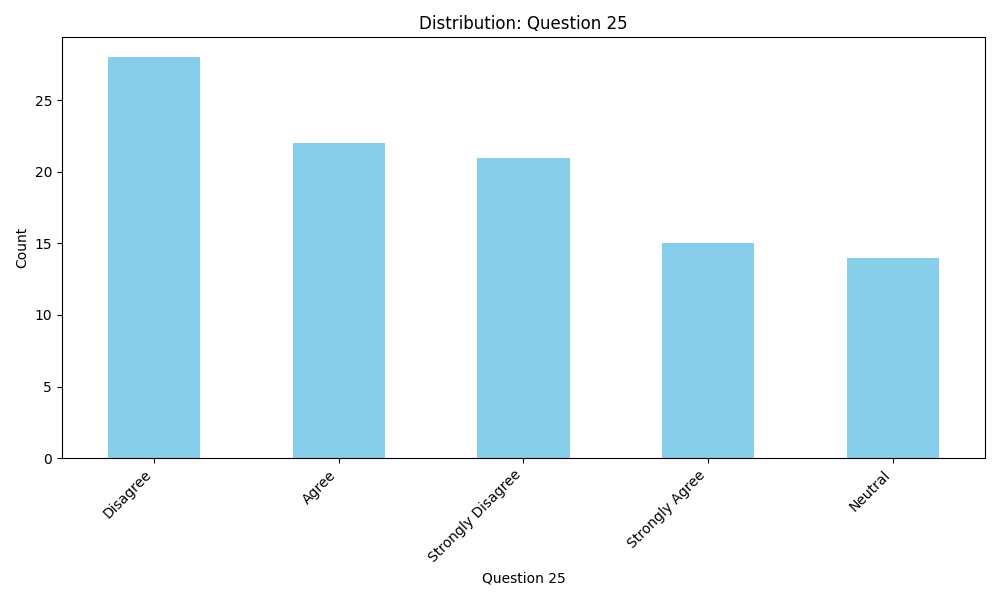 Distribution: Question 25
Count
25
20
15
10
5
0
Disagree
Agree
Strongly Disagree
Strongly Agree
Neutral
Question 25